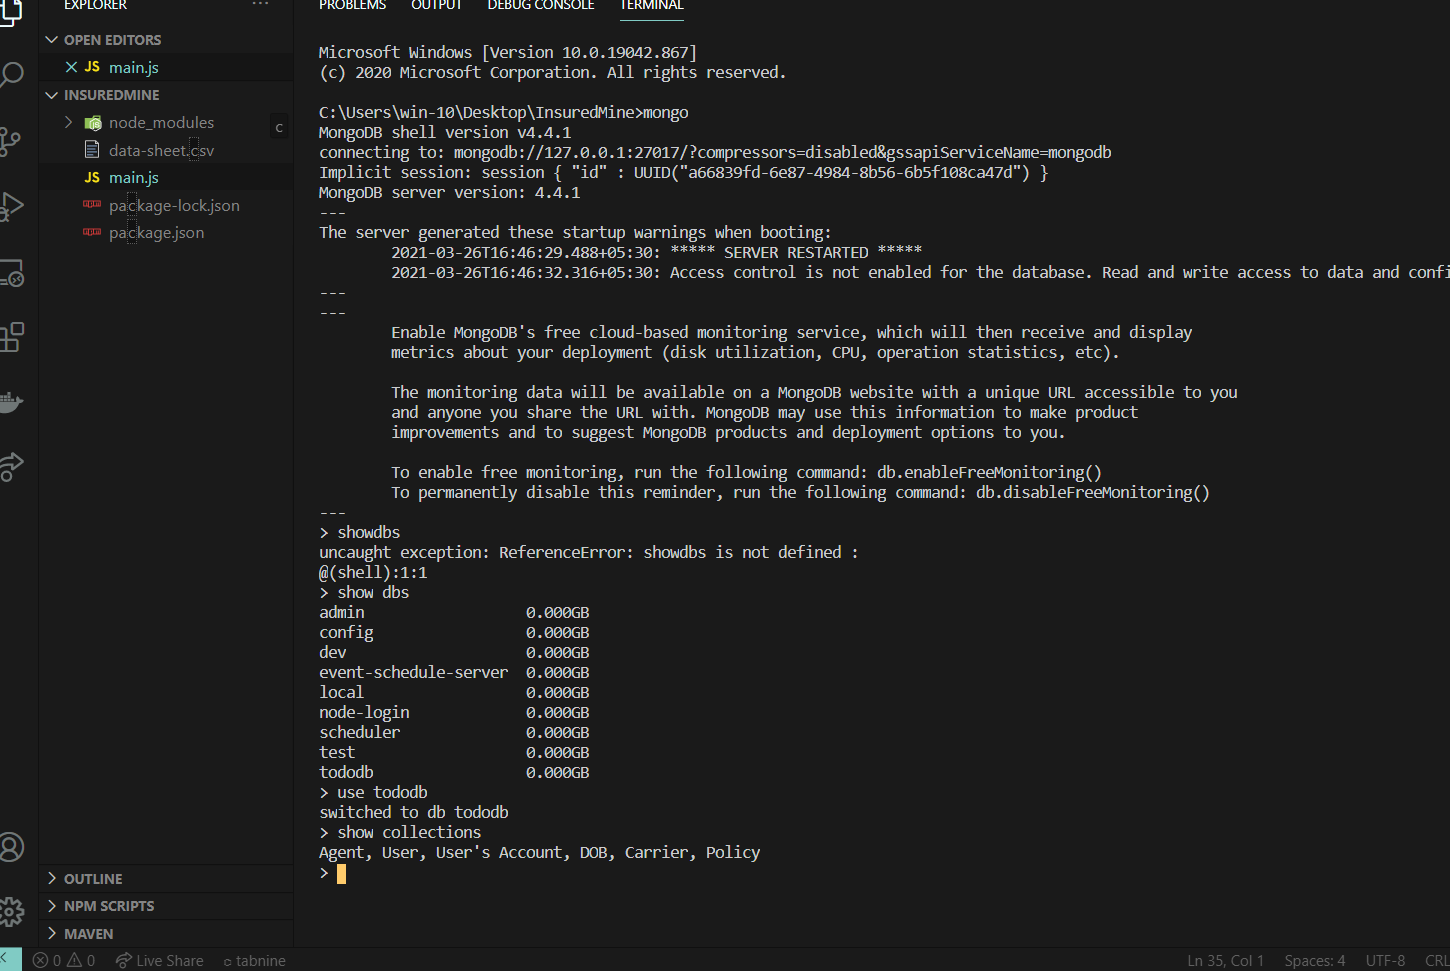 EXPLORER
...
PROBLEMS OUTPUT DEBUG CONSOLE TERMINAL
OPEN EDITORS
JS main.js
INSUREDMINE
node_modules
c
data-sheet.csv
JS main.js
package-lock.json
package.json
OUTLINE
NPM SCRIPTS
MAVEN
Microsoft Windows [Version 10.0.19042.867]
(c) 2020 Microsoft Corporation. All rights reserved.
C:\Users\win-10\Desktop\InsuredMine>mongo
MongoDB shell version v4.4.1
connecting to: mongodb://127.0.0.1:27017/?compressors=disabled&gssapiServiceName=mongodb
Implicit session: session { "id" : UUID("a66839fd-6e87-4984-8b56-6b5f108ca47d") }
MongoDB server version: 4.4.1
---
The server generated these startup warnings when booting:
2021-03-26T16:46:29.488+05:30: ***** SERVER RESTARTED *****
2021-03-26T16:46:32.316+05:30: Access control is not enabled for the database. Read and write access to data and confi
---
---
Enable MongoDB's free cloud-based monitoring service, which will then receive and display
metrics about your deployment (disk utilization, CPU, operation statistics, etc).
The monitoring data will be available on a MongoDB website with a unique URL accessible to you
and anyone you share the URL with. MongoDB may use this information to make product
improvements and to suggest MongoDB products and deployment options to you.
To enable free monitoring, run the following command: db.enableFreeMonitoring()
To permanently disable this reminder, run the following command: db.disableFreeMonitoring()
---
> showdbs
uncaught exception: ReferenceError: showdbs is not defined :
@(shell):1:1
> show dbs
admin 0.000GB
config 0.000GB
dev 0.000GB
event-schedule-server 0.000GB
local 0.000GB
node-login 0.000GB
scheduler 0.000GB
test 0.000GB
tododb 0.000GB
> use tododb
switched to db tododb
> show collections
Agent, User, User's Account, DOB, Carrier, Policy
>
0 0 Live Share c tabnine Ln 35, Col 1 Spaces: 4 UTF-8 CRL